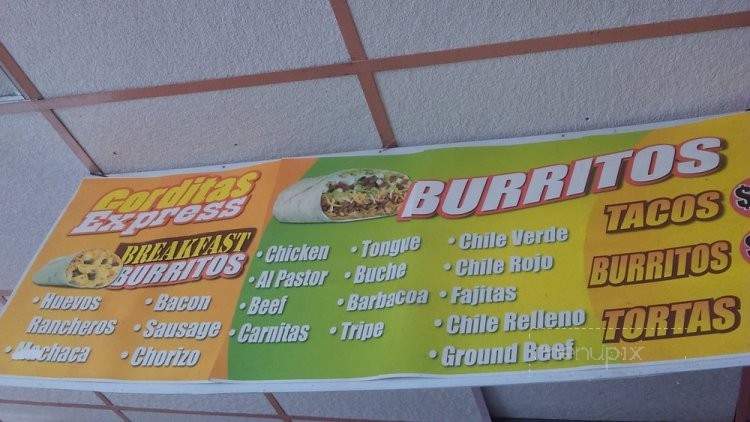 Gorditas
Express
BREAKFAST
BURRITOS
• Huevos
Rancheros
• Machaca
• Bacon
• Sausage
• Chorizo
BURRITOS
• Chicken
• Al Pastor
• Beef
• Carnitas
• Tongue
• Buche
• Barbacoa
• Tripe
• Chile Verde
• Chile Rojo
• Fajitas
• Chile Relleno
• Ground Beef
TACOS
BURRITOS
TORTAS
$
menupix